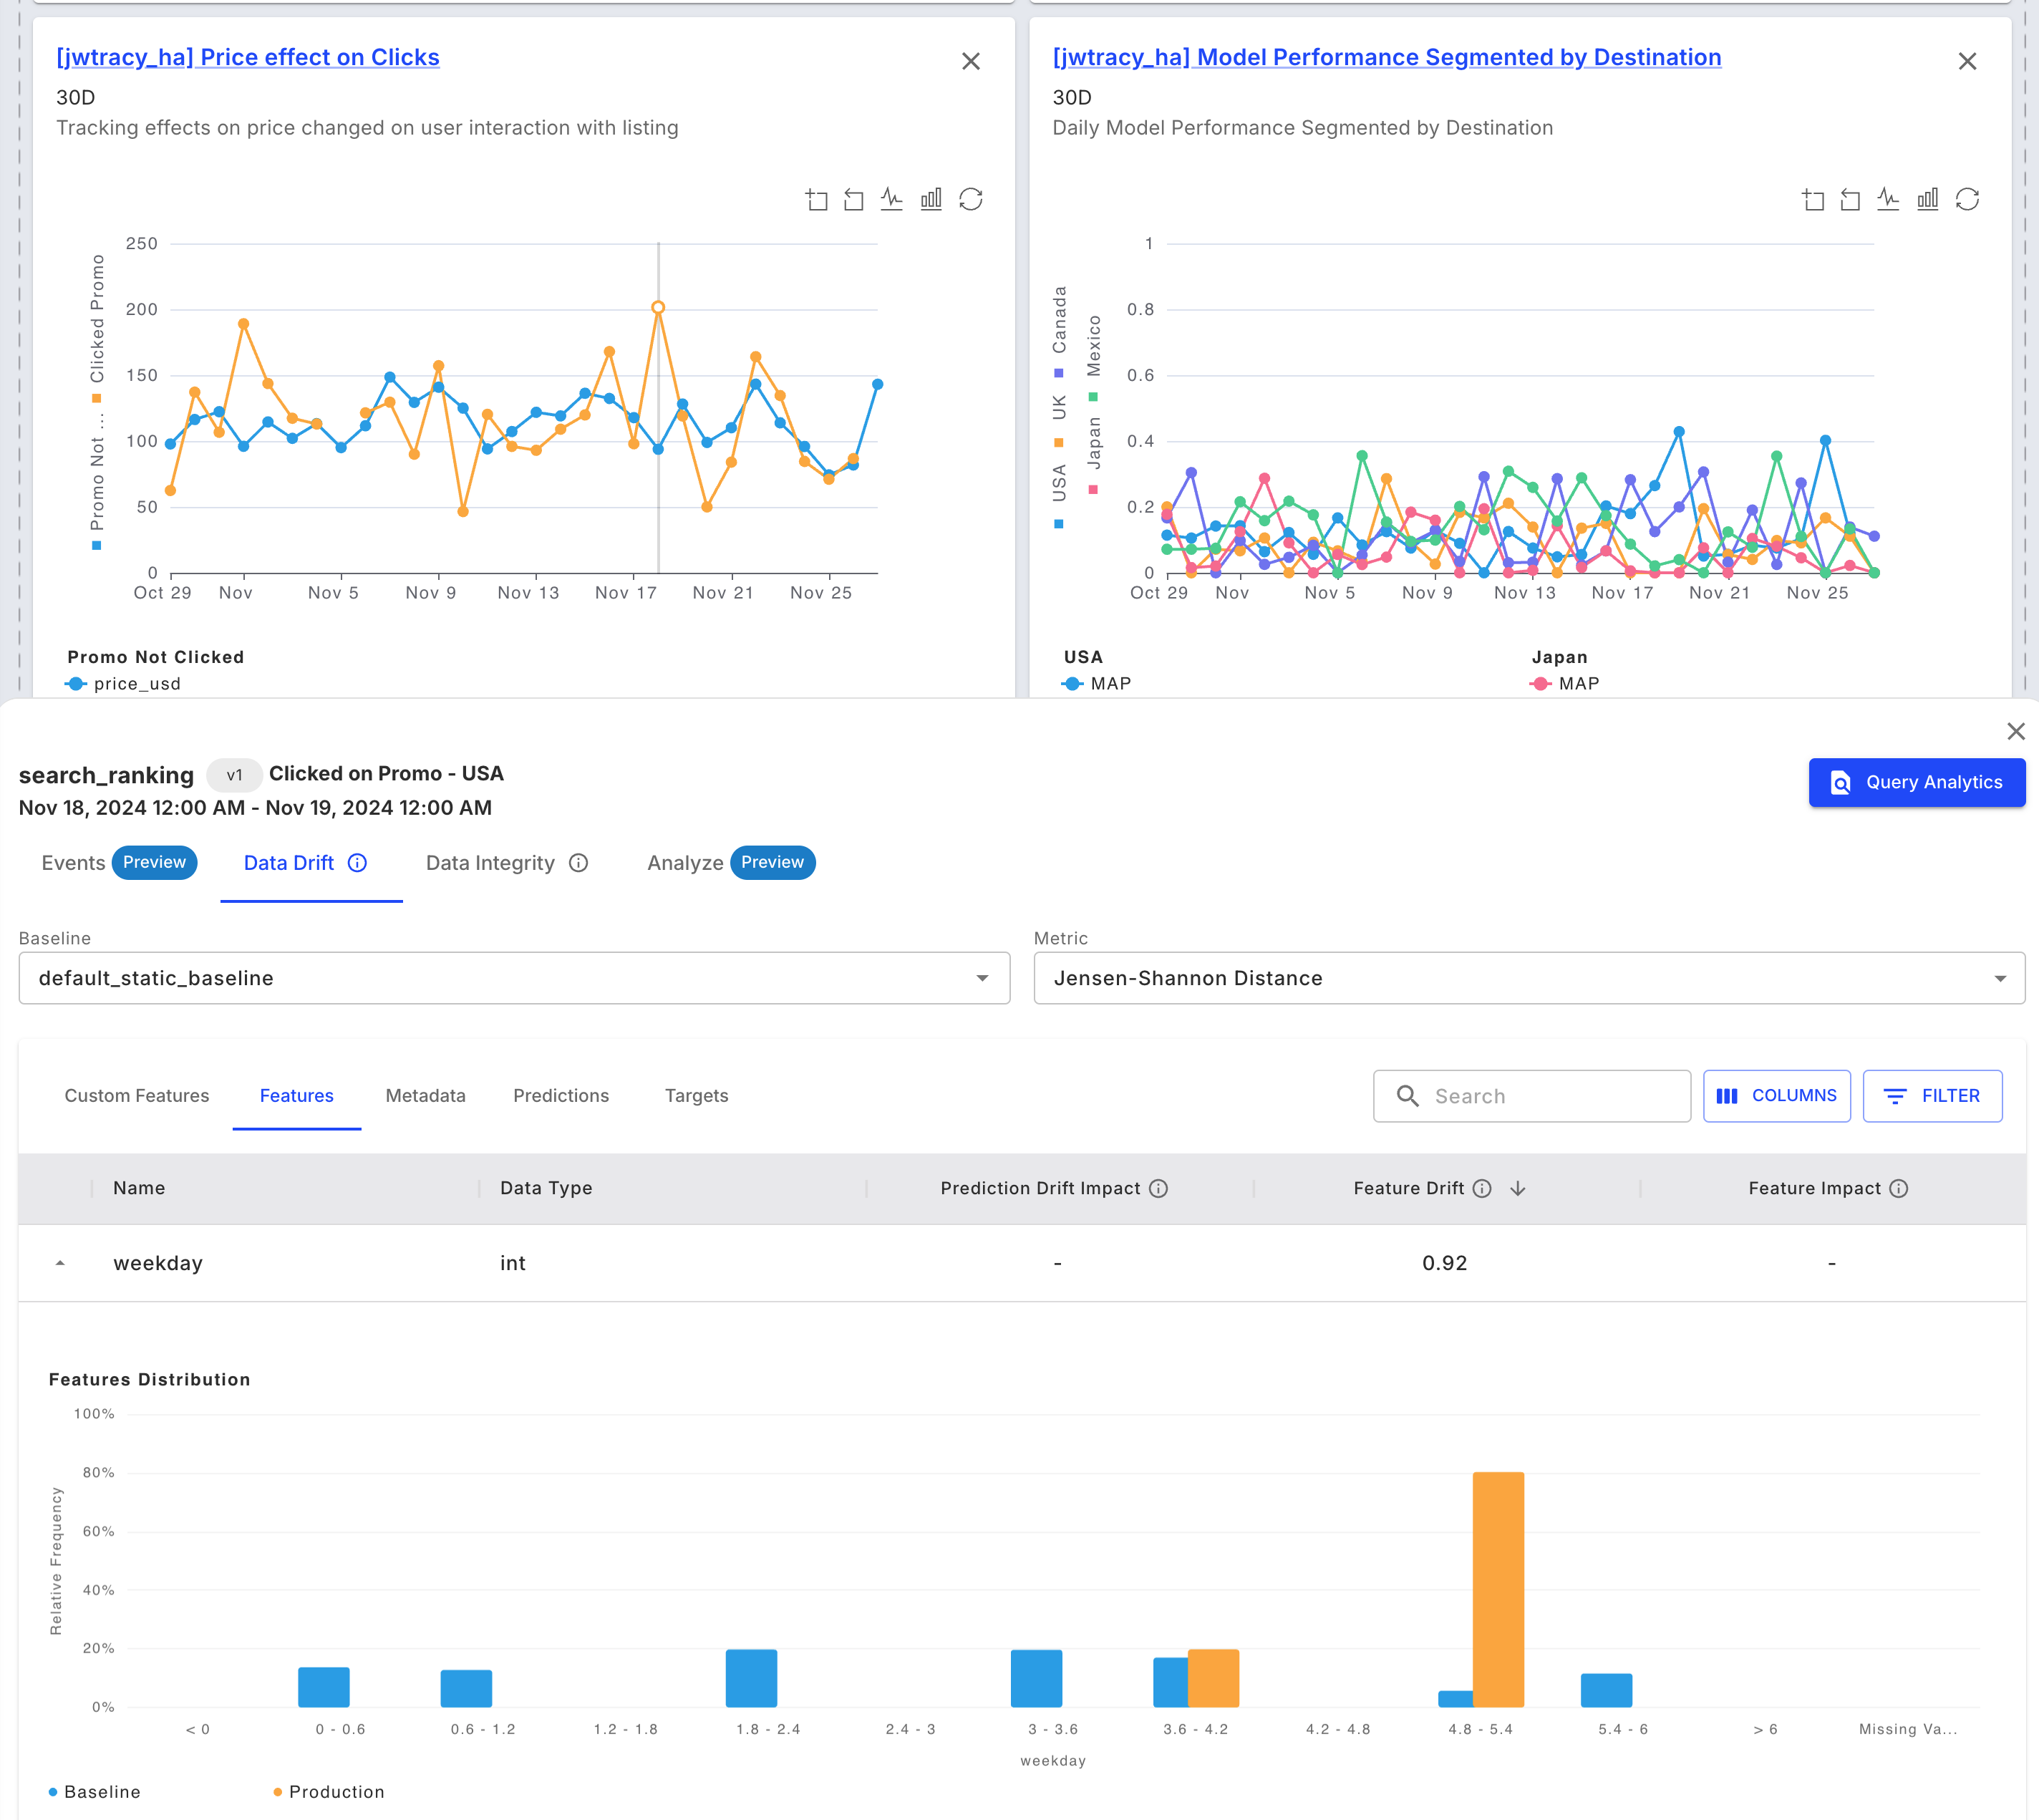 [jwtracy_ha] Price effect on Clicks
30D
Tracking effects on price changed on user interaction with listing
Promo Not ... Clicked Promo
250
200
150
100
50
0
Oct 29 Nov Nov 5 Nov 9 Nov 13 Nov 17 Nov 21 Nov 25
Promo Not Clicked
price_usd
[jwtracy_ha] Model Performance Segmented by Destination
30D
Daily Model Performance Segmented by Destination
USA UK Canada
Japan Mexico
1
0.8
0.6
0.4
0.2
0
Oct 29 Nov Nov 5 Nov 9 Nov 13 Nov 17 Nov 21 Nov 25
USA
MAP
Japan
MAP
search_ranking v1 Clicked on Promo - USA
Nov 18, 2024 12:00 AM - Nov 19, 2024 12:00 AM
Query Analytics
Events Preview Data Drift Data Integrity Analyze Preview
Baseline
default_static_baseline
Metric
Jensen-Shannon Distance
Custom Features Features Metadata Predictions Targets
Search COLUMNS FILTER
Name Data Type Prediction Drift Impact Feature Drift Feature Impact
weekday int - 0.92 -
Features Distribution
Relative Frequency
100%
80%
60%
40%
20%
0%
< 0 0 - 0.6 0.6 - 1.2 1.2 - 1.8 1.8 - 2.4 2.4 - 3 3 - 3.6 3.6 - 4.2 4.2 - 4.8 4.8 - 5.4 5.4 - 6 > 6 Missing Va...
weekday
Baseline Production